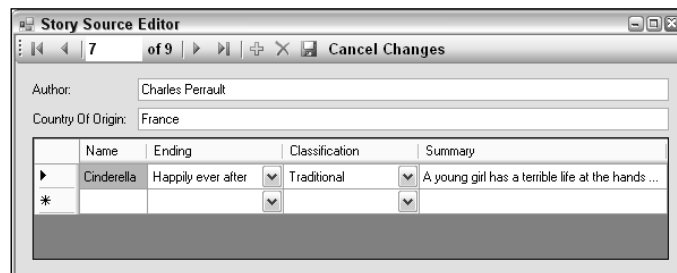 Story Source Editor
7 of 9 Cancel Changes
Author: Charles Perrault
Country Of Origin: France
Name Ending Classification Summary
Cinderella Happily ever after Traditional A young girl has a terrible life at the hands ...